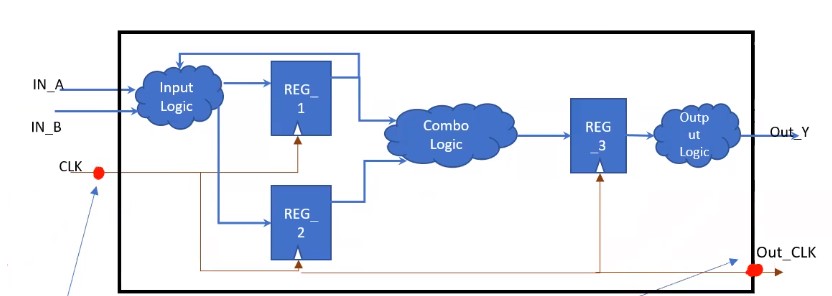 IN_A
IN_B
CLK
Input
Logic
REG_
1
REG_
2
Combo
Logic
REG
_3
Outp
ut
Logic
Out_Y
Out_CLK